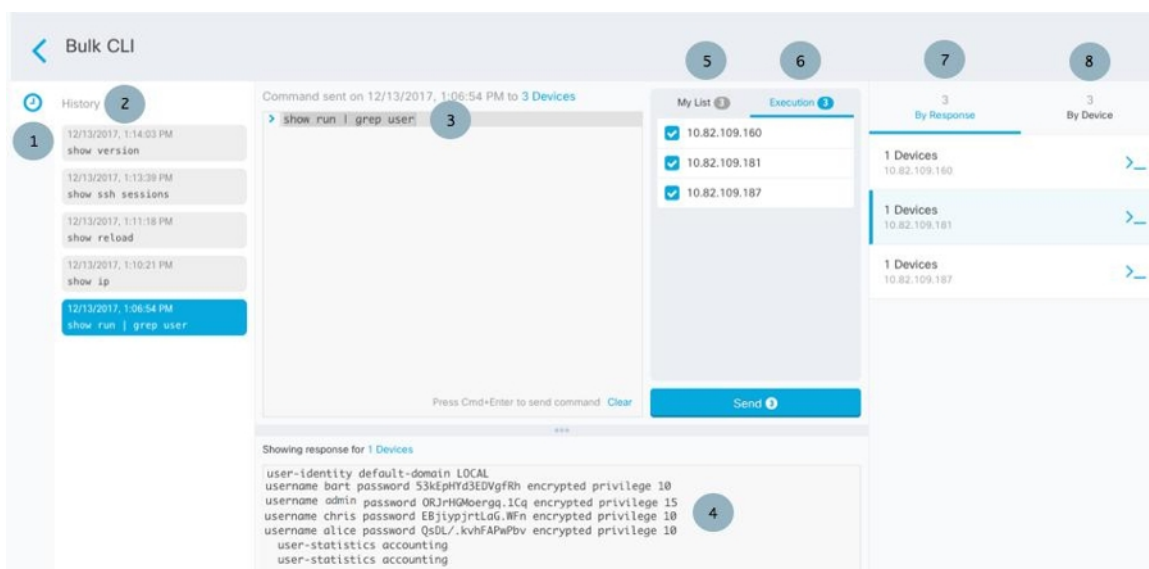 Bulk CLI
1
History
2
12/13/2017, 1:14:03 PM
show version
12/13/2017, 1:13:39 PM
show ssh sessions
12/13/2017, 1:11:18 PM
show reload
12/13/2017, 1:10:21 PM
show ip
12/13/2017, 1:06:54 PM
show run | grep user
Command sent on 12/13/2017, 1:06:54 PM to 3 Devices
> show run | grep user
3
Press Cmd+Enter to send command Clear
5
6
My List 3
Execution 3
10.82.109.160
10.82.109.181
10.82.109.187
Send 3
7
8
3
By Response
3
By Device
1 Devices
10.82.109.160
>_
1 Devices
10.82.109.181
>_
1 Devices
10.82.109.187
>_
Showing response for 1 Devices
user-identity default-domain LOCAL
username bart password 53kEpHYd3EDVgfRh encrypted privilege 10
username admin password ORJrHGMoergq.1Cq encrypted privilege 15
username chris password EBjiypjrtLaG.WFn encrypted privilege 10
username alice password QsDL/.kvhFAPwPbv encrypted privilege 10
user-statistics accounting
user-statistics accounting
4